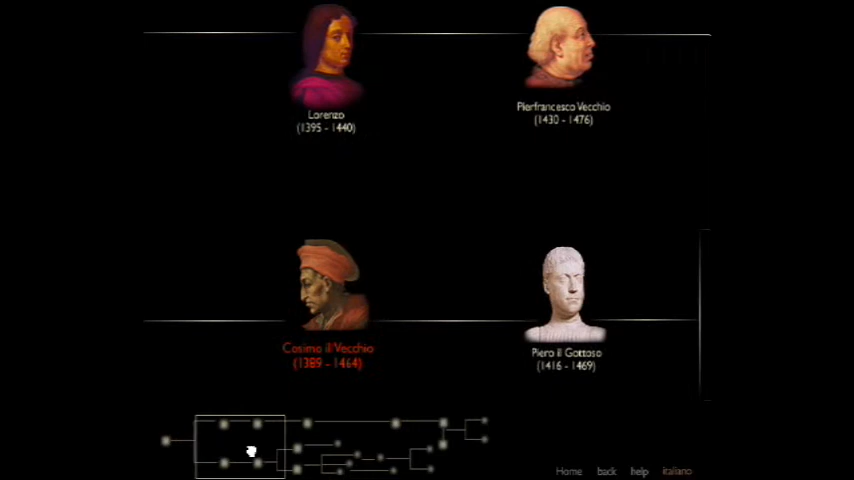 Lorenzo
(1395 - 1440)
Pierfrancesco Vecchio
(1430 - 1476)
Cosimo il Vecchio
(1389 - 1464)
Piero il Gottoso
(1416 - 1469)
Home back help italiano